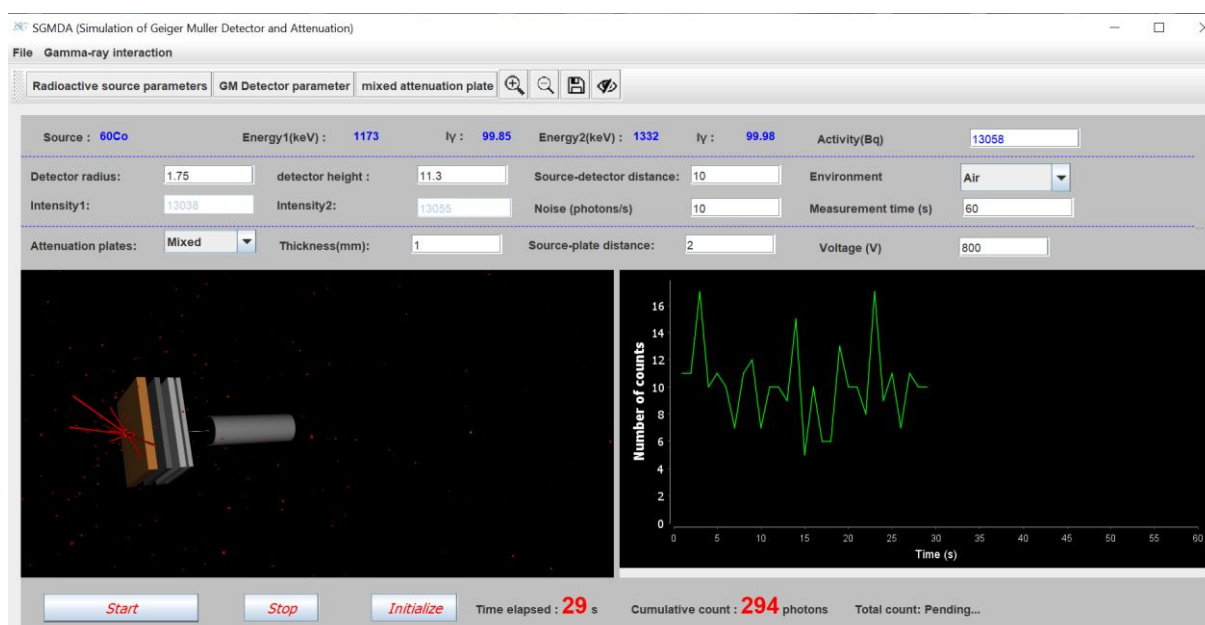 SGMDA (Simulation of Geiger Muller Detector and Attenuation)
File Gamma-ray interaction
Radioactive source parameters GM Detector parameter mixed attenuation plate
Source : 60Co Energy1(keV) : 1173 Iγ : 99.85 Energy2(keV) : 1332 Iγ : 99.98 Activity(Bq) 13058
Detector radius: 1.75 detector height : 11.3 Source-detector distance: 10 Environment Air
Intensity1: 13038 Intensity2: 13055 Noise (photons/s) 10 Measurement time (s) 60
Attenuation plates: Mixed Thickness(mm): 1 Source-plate distance: 2 Voltage (V) 800
Number of counts
16
14
12
10
8
6
4
2
0
0 5 10 15 20 25 30 35 40 45 50 55 60
Time (s)
Start Stop Initialize Time elapsed : 29 s Cumulative count : 294 photons Total count: Pending...